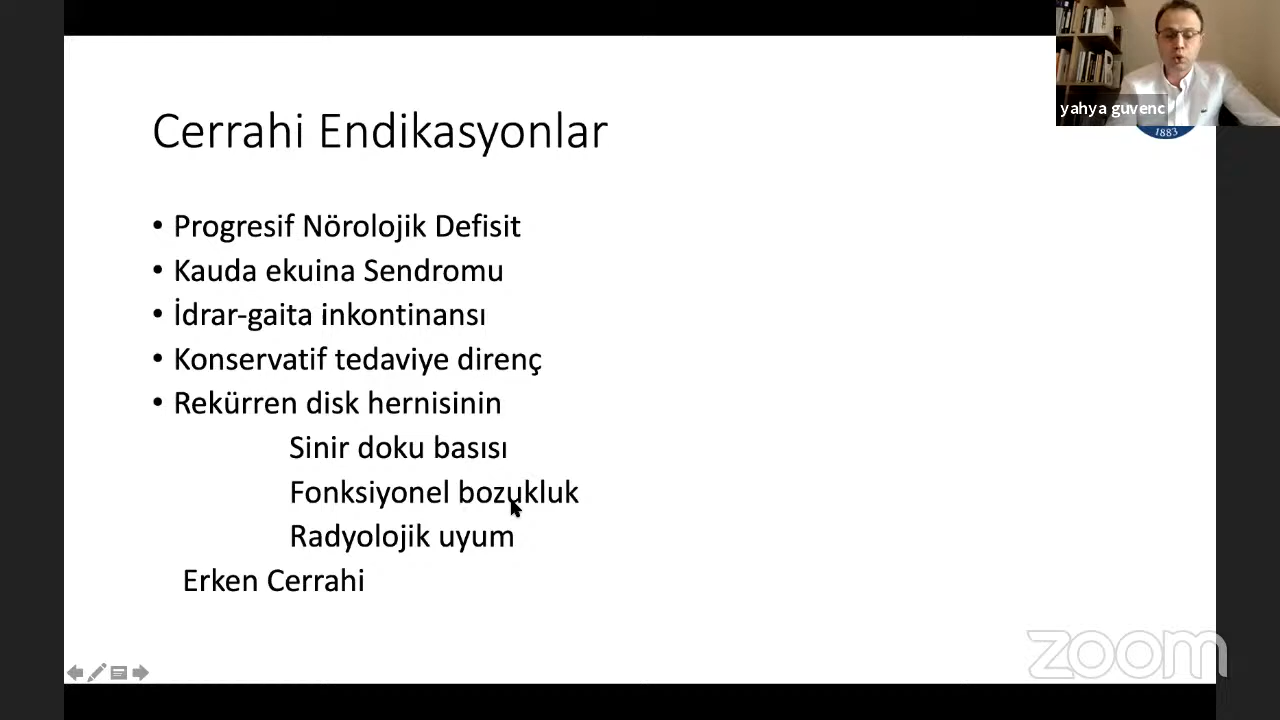 yahya guvenc
1883
Cerrahi Endikasyonlar
• Progresif Nörolojik Defisit
• Kauda ekuina Sendromu
• İdrar-gaita inkontinansı
• Konservatif tedaviye direnç
• Rekürren disk hernisinin
Sinir doku basısı
Fonksiyonel bozukluk
Radyolojik uyum
Erken Cerrahi
zoom